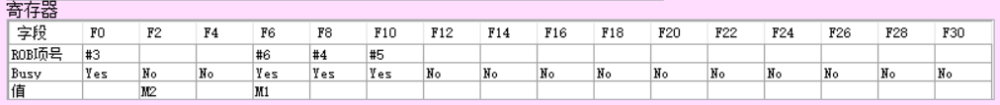 寄存器
字段 F0 F2 F4 F6 F8 F10 F12 F14 F16 F18 F20 F22 F24 F26 F28 F30
ROB项号 #3 #6 #4 #5
Busy Yes No No Yes Yes Yes No No No No No No No No No No
值 M2 M1